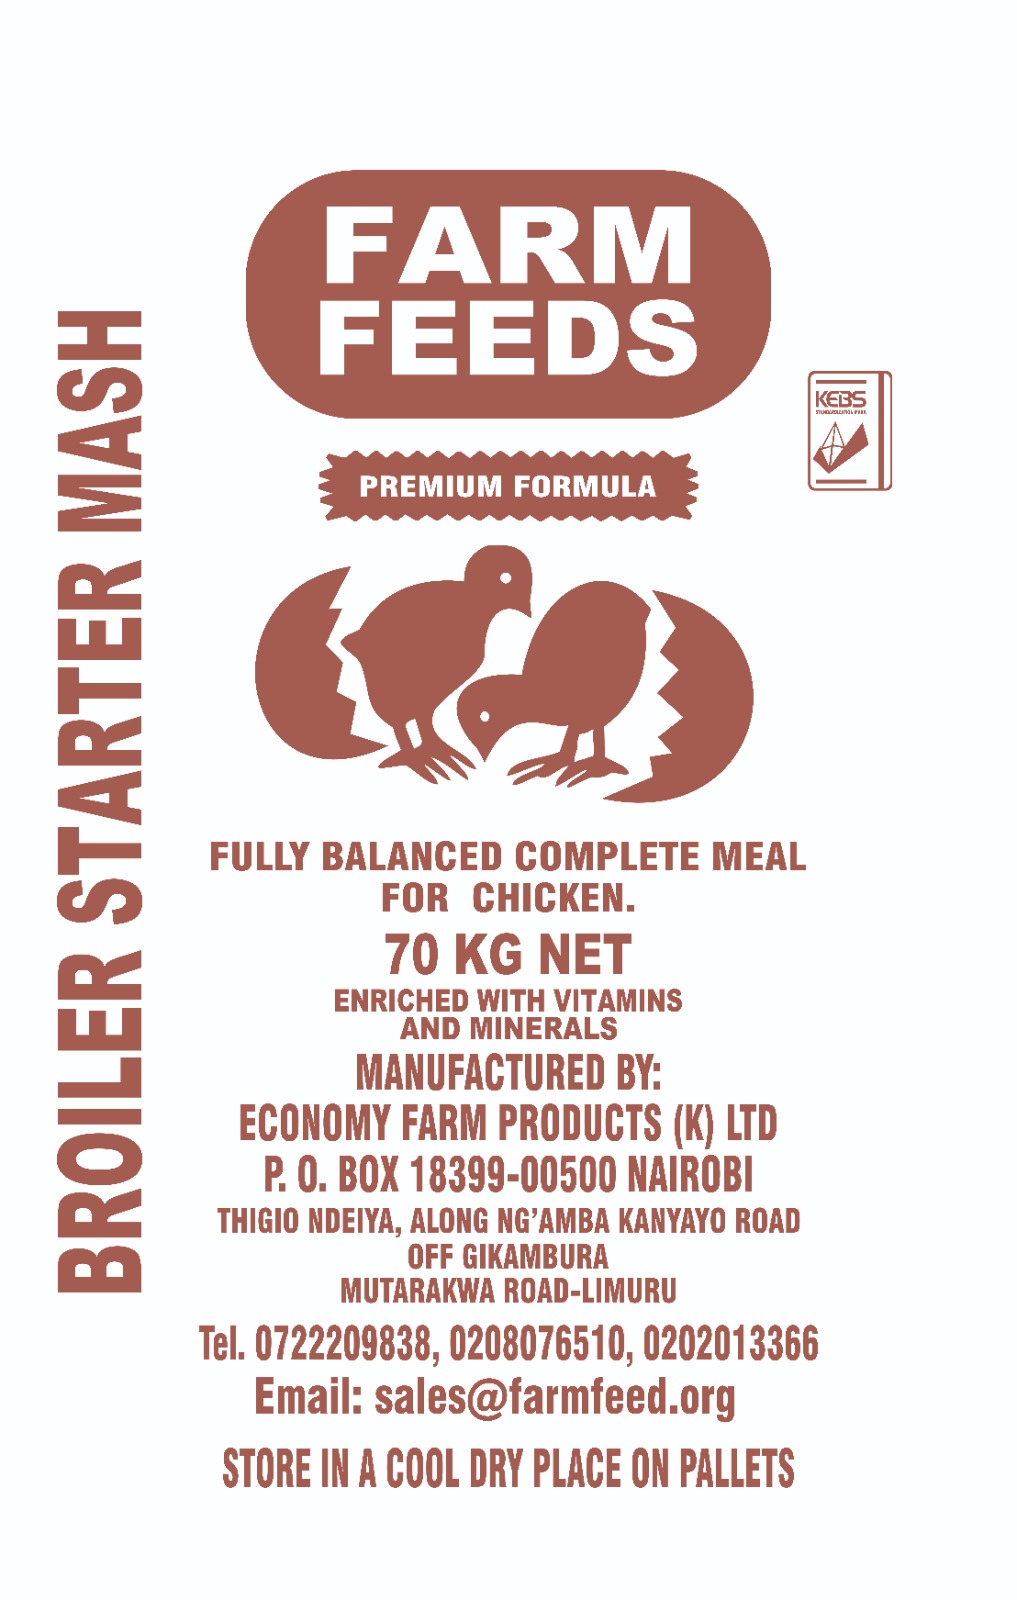 FARM
FEEDS
BROILER STARTER MASH
KEBS
PREMIUM FORMULA
FULLY BALANCED COMPLETE MEAL
FOR CHICKEN.
70 KG NET
ENRICHED WITH VITAMINS
AND MINERALS
MANUFACTURED BY:
ECONOMY FARM PRODUCTS (K) LTD
P. O. BOX 18399-00500 NAIROBI
THIGIO NDEIYA, ALONG NG’AMBA KANYAYO ROAD
OFF GIKAMBURA
MUTARAKWA ROAD-LIMURU
Tel. 0722209838, 0208076510, 0202013366
Email: sales@farmfeed.org
STORE IN A COOL DRY PLACE ON PALLETS